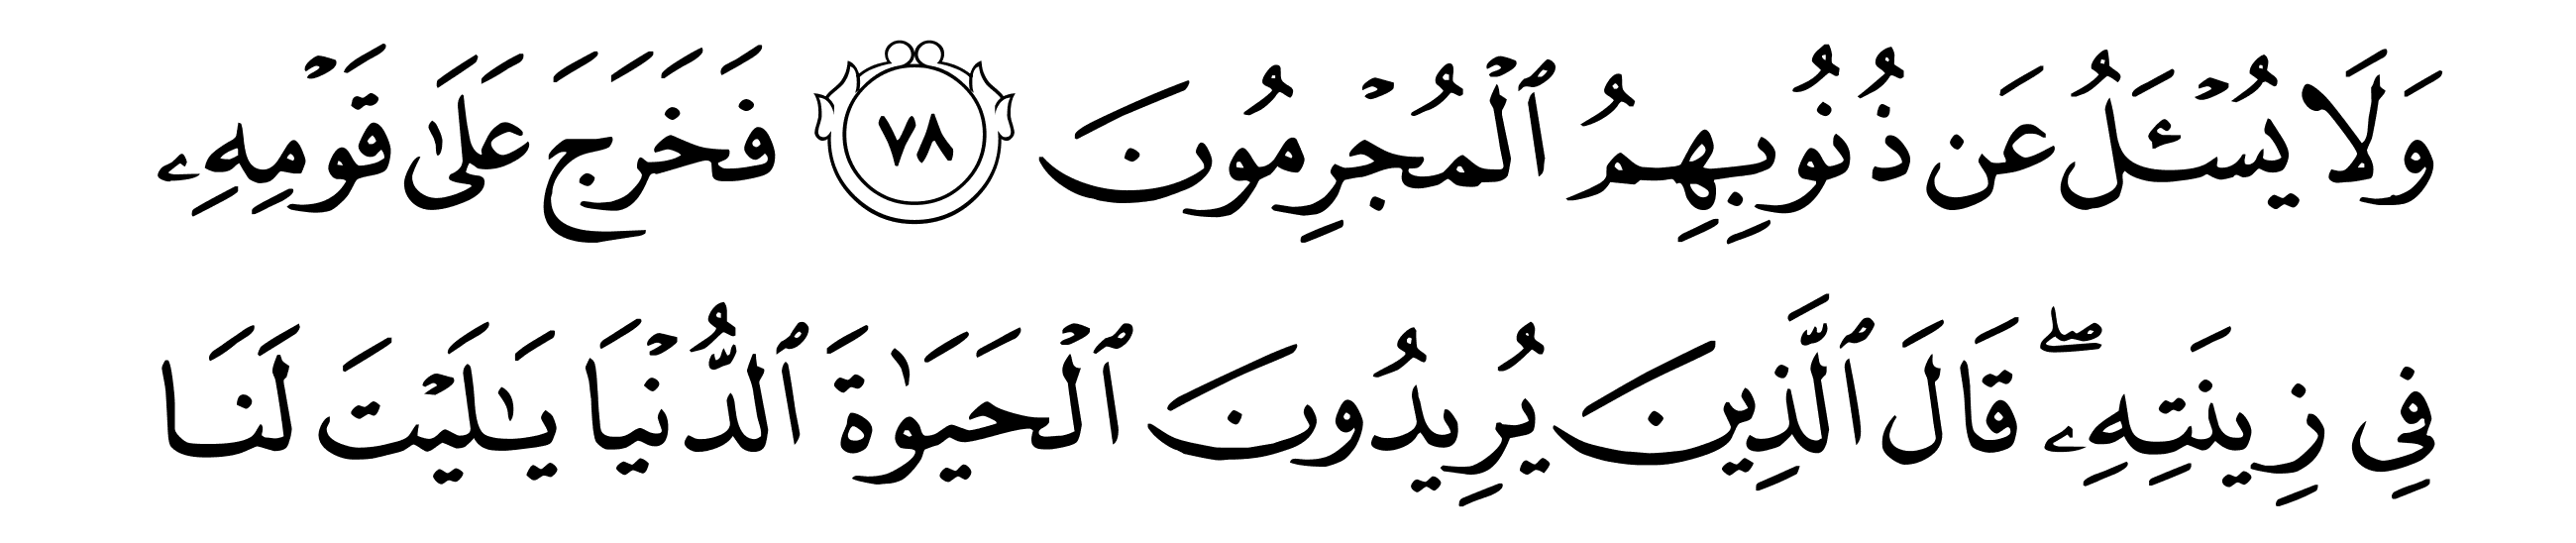 وَلَا يُسْـَٔلُ عَن ذُنُوبِهِمُ ٱلْمُجْرِمُونَ ٧٨ فَخَرَجَ عَلَىٰ قَوْمِهِۦ
فِى زِينَتِهِۦ ۖ قَالَ ٱلَّذِينَ يُرِيدُونَ ٱلْحَيَوٰةَ ٱلدُّنْيَا يَـٰلَيْتَ لَنَا